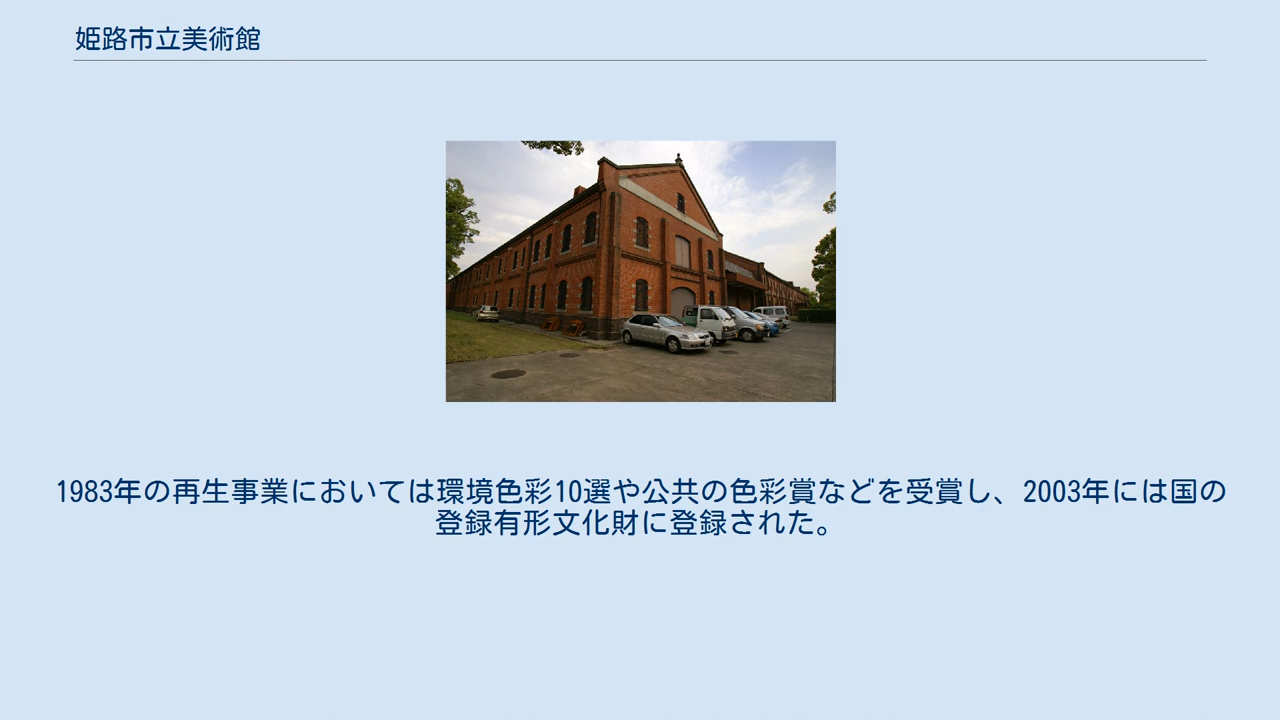 姫路市立美術館
1983年の再生事業においては環境色彩10選や公共の色彩賞などを受賞し、2003年には国の
登録有形文化財に登録された。